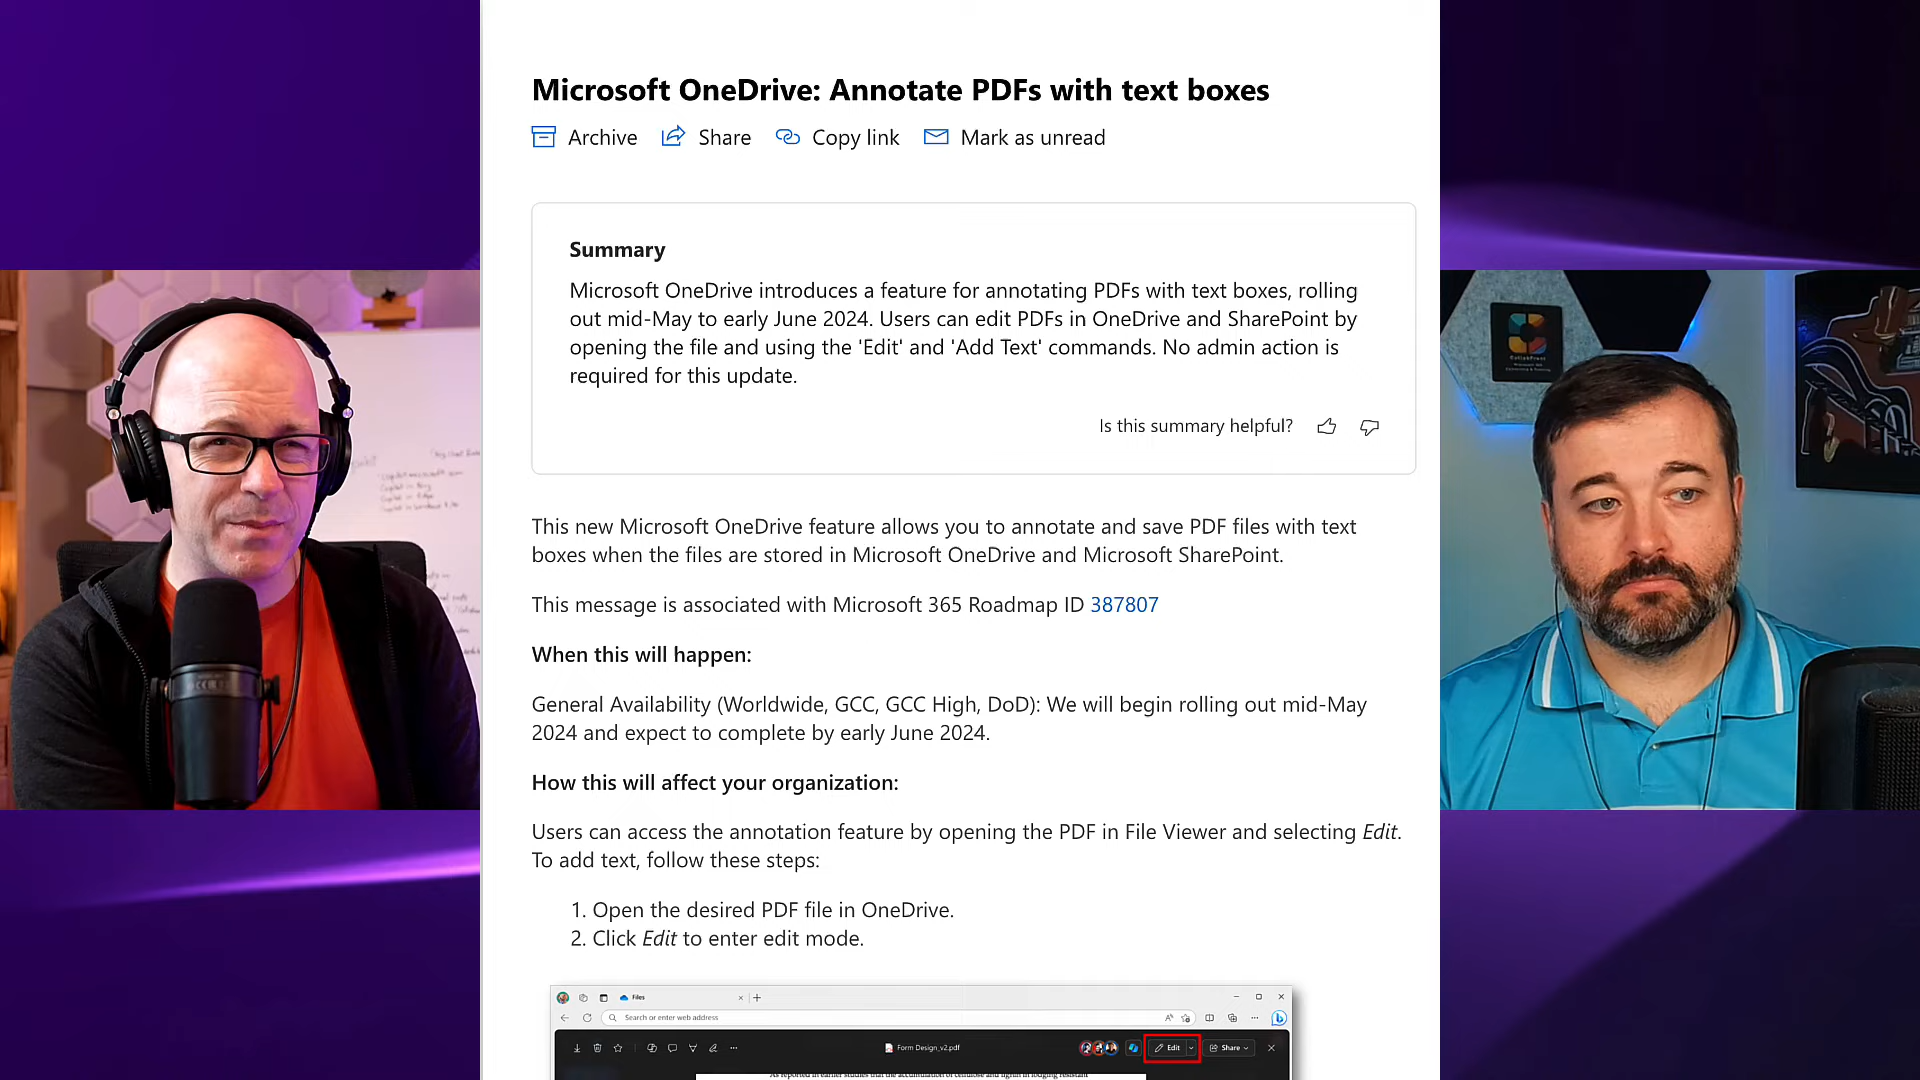 Microsoft OneDrive: Annotate PDFs with text boxes
Archive Share Copy link Mark as unread
Summary
Microsoft OneDrive introduces a feature for annotating PDFs with text boxes, rolling
out mid-May to early June 2024. Users can edit PDFs in OneDrive and SharePoint by
opening the file and using the 'Edit' and 'Add Text' commands. No admin action is
required for this update.
Is this summary helpful?
This new Microsoft OneDrive feature allows you to annotate and save PDF files with text
boxes when the files are stored in Microsoft OneDrive and Microsoft SharePoint.
This message is associated with Microsoft 365 Roadmap ID 387807
When this will happen:
General Availability (Worldwide, GCC, GCC High, DoD): We will begin rolling out mid-May
2024 and expect to complete by early June 2024.
How this will affect your organization:
Users can access the annotation feature by opening the PDF in File Viewer and selecting Edit.
To add text, follow these steps:
1. Open the desired PDF file in OneDrive.
2. Click Edit to enter edit mode.
Files
Search or enter web address
Form Design_v2.pdf Edit Share